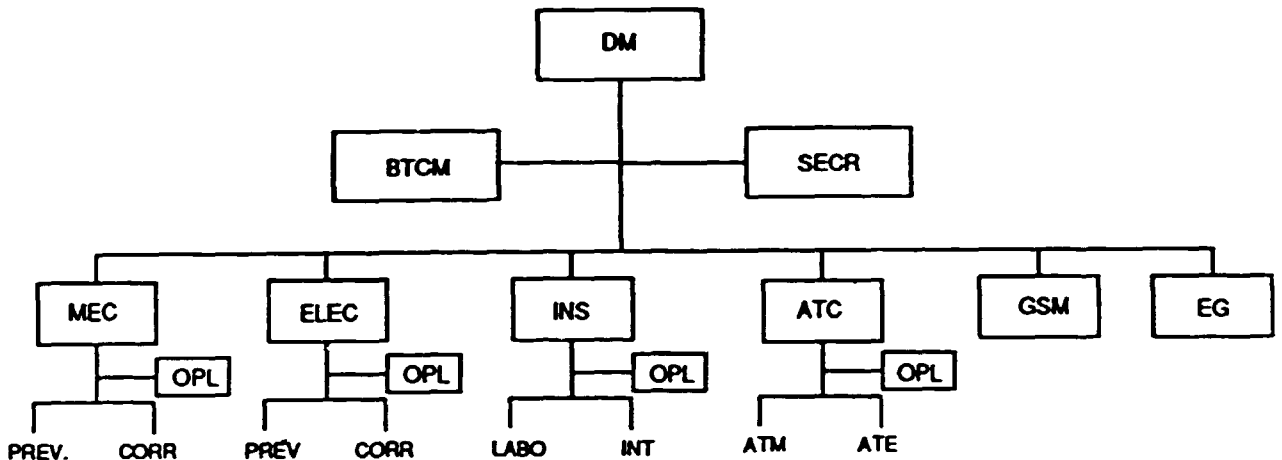 DM
BTCM
SECR
MEC
ELEC
INS
ATC
GSM
EG
OPL
OPL
OPL
OPL
PREV.
CORR
PRÉV
CORR
LABO
INT
ATM
ATE